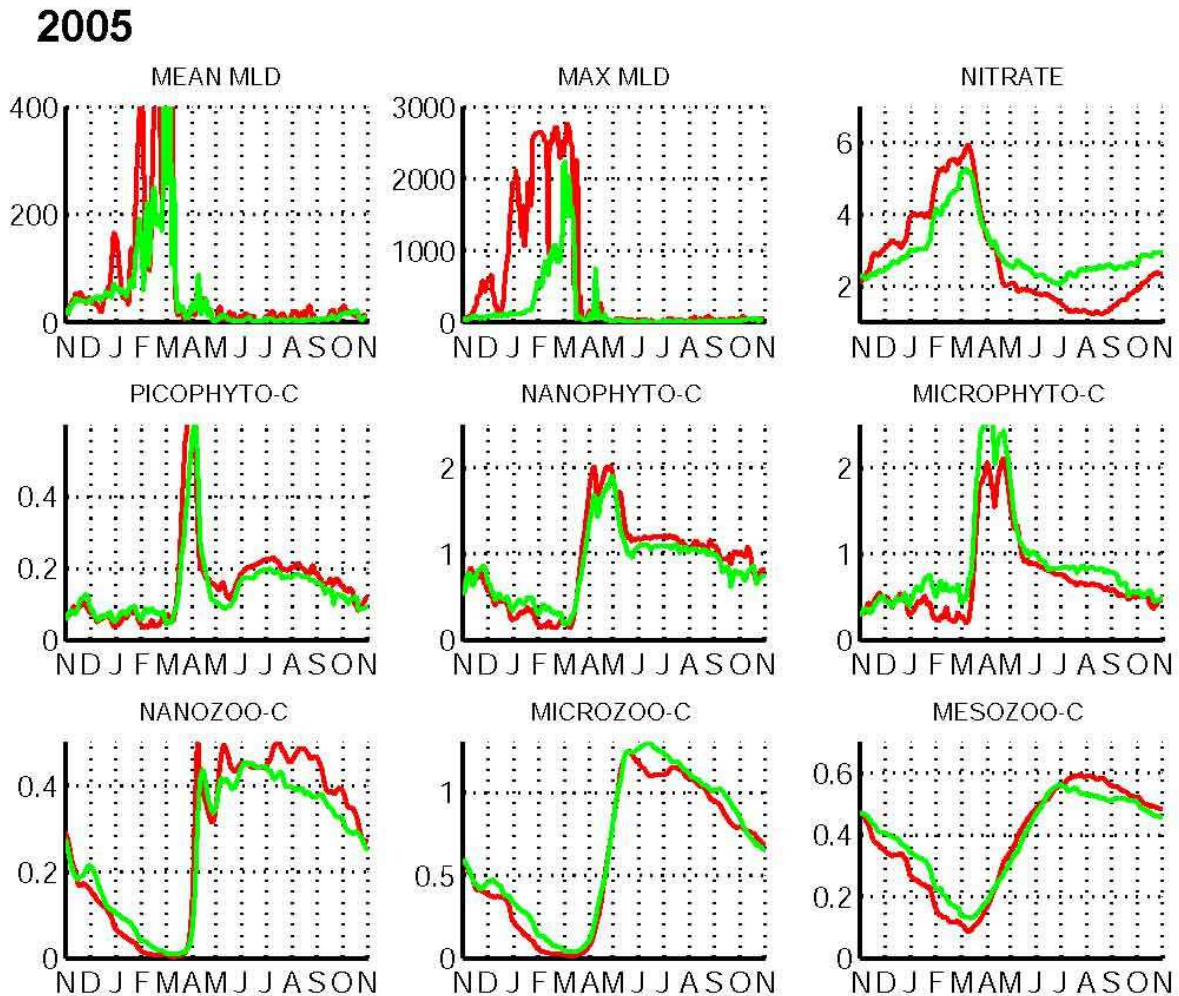 2005
MEAN MLD MAX MLD NITRATE
400 3000 6
2000
200 4
1000
2
0 0
N D J F M A M J J A S O N N D J F M A M J J A S O N N D J F M A M J J A S O N
PICOPHYTO-C NANOPHYTO-C MICROPHYTO-C
2 2
0.4
1 1
0.2
0 0 0
N D J F M A M J J A S O N N D J F M A M J J A S O N N D J F M A M J J A S O N
NANOZOO-C MICROZOO-C MESOZOO-C
0.6
0.4 1
0.4
0.2 0.5
0.2
0 0 0
N D J F M A M J J A S O N N D J F M A M J J A S O N N D J F M A M J J A S O N